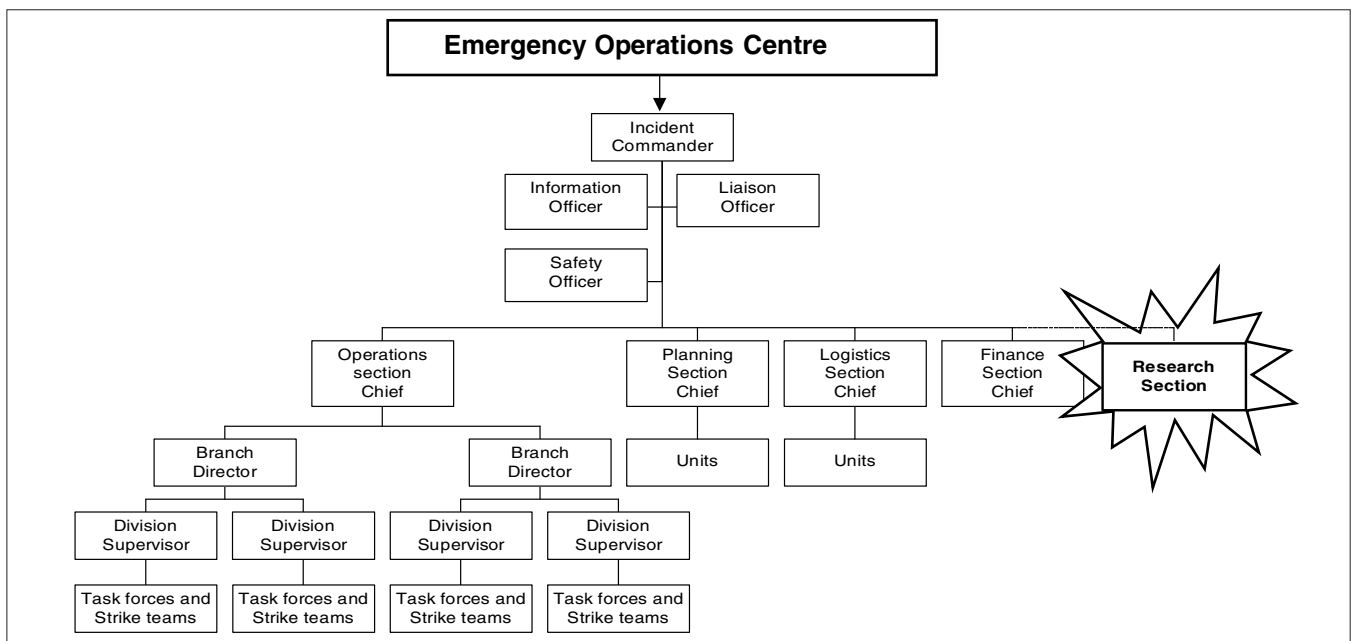 Emergency Operations Centre
Incident
Commander
Information
Officer
Liaison
Officer
Safety
Officer
Operations
section
Chief
Planning
Section
Chief
Logistics
Section
Chief
Finance
Section
Chief
Research
Section
Branch
Director
Branch
Director
Units
Units
Division
Supervisor
Division
Supervisor
Division
Supervisor
Division
Supervisor
Task forces and
Strike teams
Task forces and
Strike teams
Task forces and
Strike teams
Task forces and
Strike teams